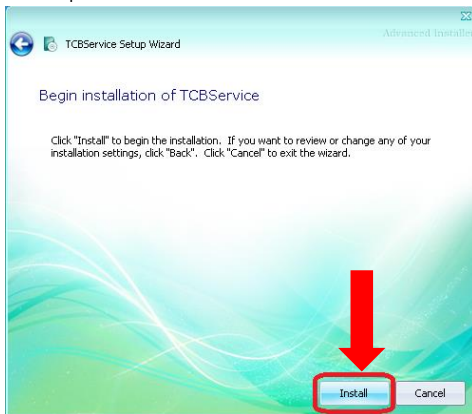 TCBService Setup Wizard
Advanced Installer
Begin installation of TCBService
Click "Install" to begin the installation. If you want to review or change any of your
installation settings, click "Back". Click "Cancel" to exit the wizard.
Install
Cancel